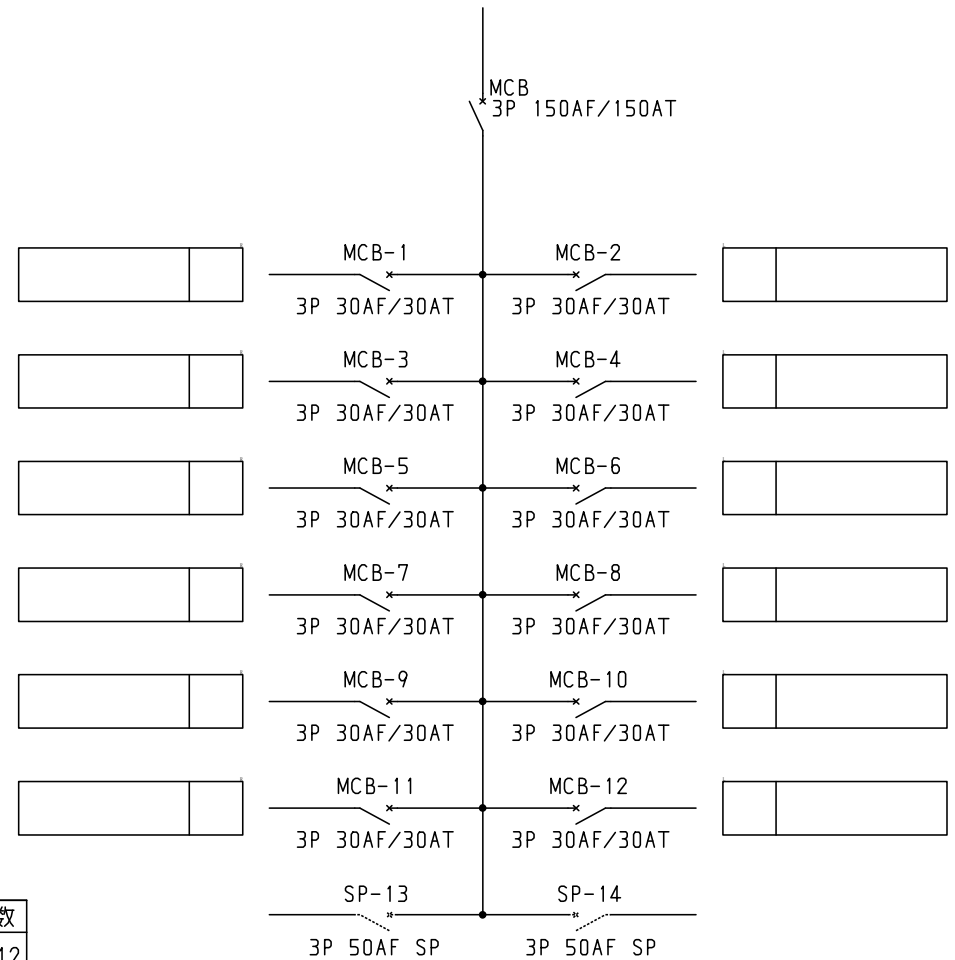 MCB
3P 150AF/150AT
MCB-1 MCB-2
3P 30AF/30AT 3P 30AF/30AT
MCB-3 MCB-4
3P 30AF/30AT 3P 30AF/30AT
MCB-5 MCB-6
3P 30AF/30AT 3P 30AF/30AT
MCB-7 MCB-8
3P 30AF/30AT 3P 30AF/30AT
MCB-9 MCB-10
3P 30AF/30AT 3P 30AF/30AT
MCB-11 MCB-12
3P 30AF/30AT 3P 30AF/30AT
SP-13 SP-14
数
3P 50AF SP 3P 50AF SP
12